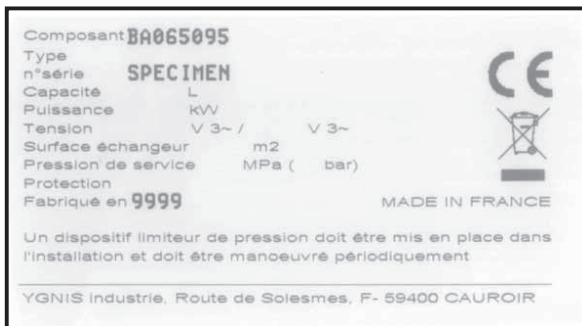 Composant BA065095
Type
n°série SPECIMEN
Capacité L
Puissance kW
Tension V 3~ / V 3~
Surface échangeur m2
Pression de service MPa ( bar)
Protection
Fabriqué en 9999 MADE IN FRANCE
Un dispositif limiteur de pression doit être mis en place dans
l'installation et doit être manoeuvré périodiquement
YGNIS Industrie, Route de Solesmes, F- 59400 CAUROIR
CE